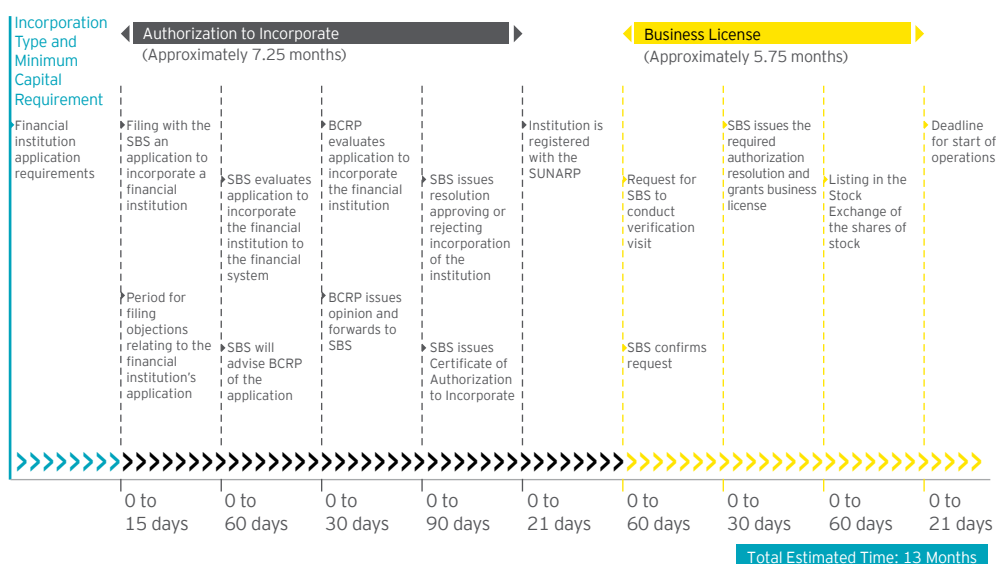 Incorporation
Type and
Minimum
Capital
Requirement
Financial
institution
application
requirements
Authorization to Incorporate
(Approximately 7.25 months)
Filing with the
SBS an
application to
incorporate a
financial
institution
Period for
filing
objections
relating to the
financial
institution's
application
SBS evaluates
application to
incorporate
the financial
institution to
the financial
system
SBS will
advise BCRP
of the
application
BCRP
evaluates
application to
incorporate
the financial
institution
BCRP issues
opinion and
forwards to
SBS
SBS issues
resolution
approving or
rejecting
incorporation
of the
institution
SBS issues
Certificate of
Authorization
to Incorporate
Institution is
registered
with the
SUNARP
Business License
(Approximately 5.75 months)
Request for
SBS to
conduct
verification
visit
SBS confirms
request
SBS issues the
required
authorization
resolution and
grants business
license
Listing in the
Stock
Exchange of
the shares of
stock
Deadline
for start of
operations
0 to
15 days
0 to
60 days
0 to
30 days
0 to
90 days
0 to
21 days
0 to
60 days
0 to
30 days
0 to
60 days
0 to
21 days
Total Estimated Time: 13 Months